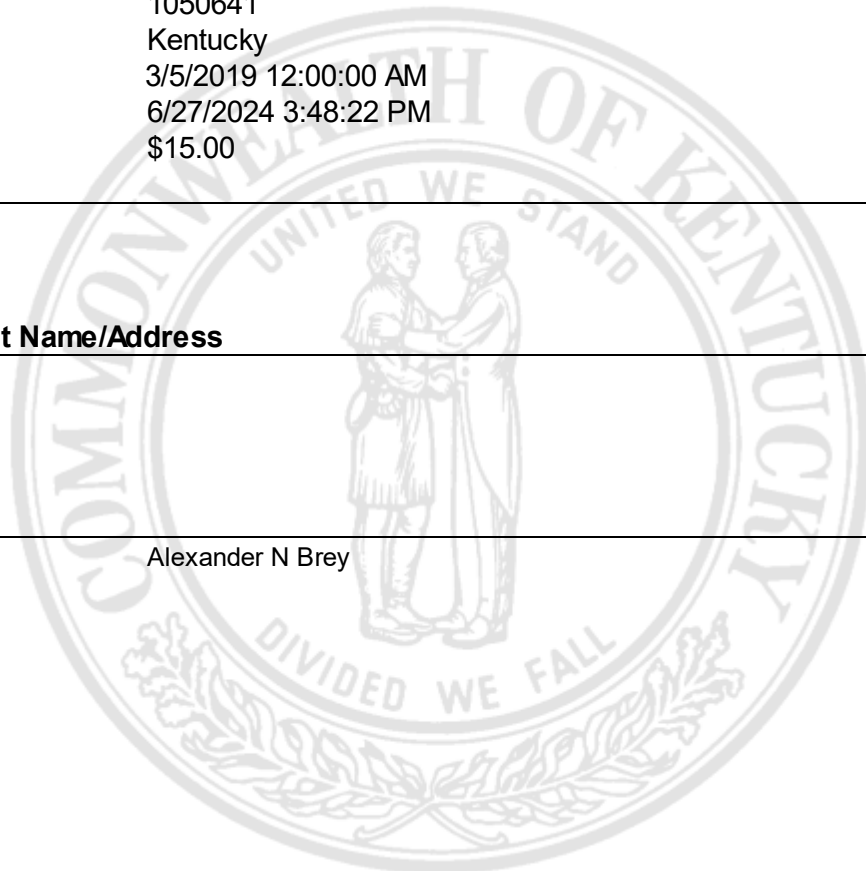 1050641
Kentucky
3/5/2019 12:00:00 AM
6/27/2024 3:48:22 PM
$15.00
COMMONWEALTH OF KENTUCKY
UNITED WE STAND
t Name/Address
Alexander N Brey
DIVIDED WE FALL